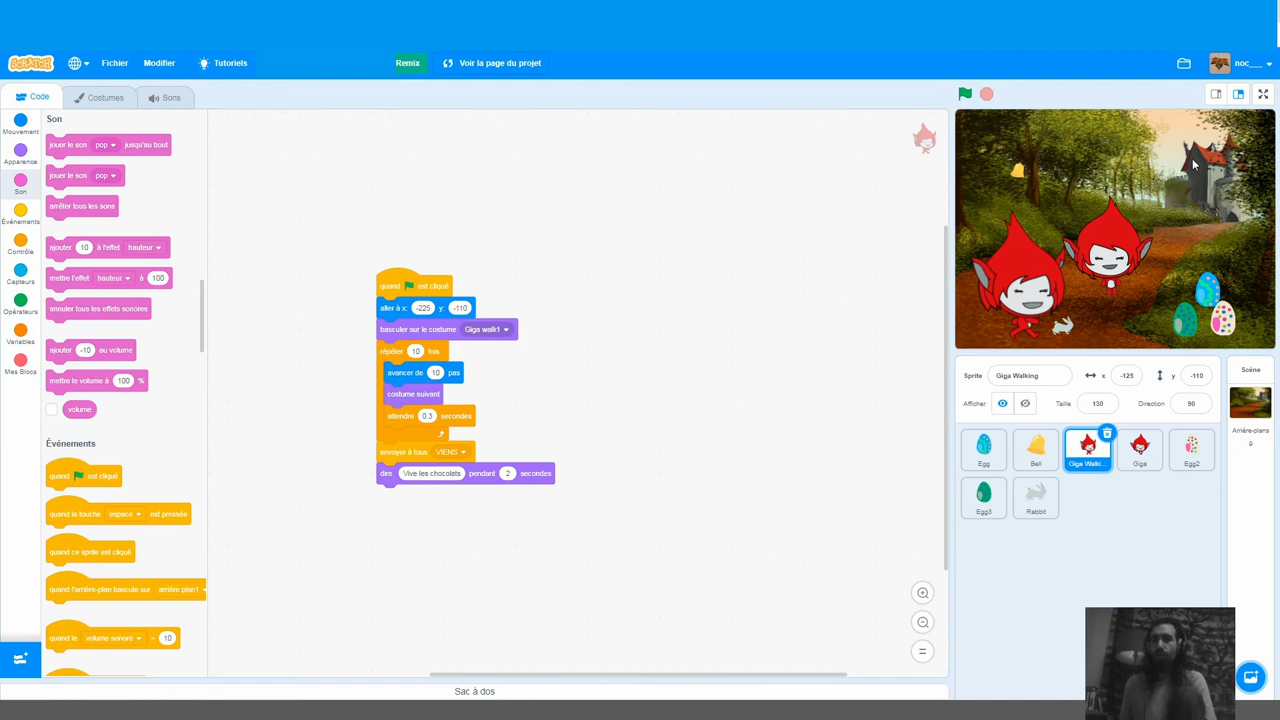 SCRATCH
Fichier
Modifier
Tutoriels
Remix
Voir la page du projet
noc___
Code
Costumes
Sons
Mouvement
Apparence
Son
Événements
Contrôle
Capteurs
Opérateurs
Variables
Mes Blocs
Son
jouer le son pop jusqu'au bout
jouer le son pop
arrêter tous les sons
ajouter 10 à l'effet hauteur
mettre l'effet hauteur à 100
annuler tous les effets sonores
ajouter -10 au volume
mettre le volume à 100 %
volume
Événements
quand est cliqué
quand la touche espace est pressée
quand ce sprite est cliqué
quand l'arrière-plan bascule sur arrière plan1
quand le volume sonore > 10
quand est cliqué
aller à x: -225 y: -110
basculer sur le costume Giga walk1
répéter 10 fois
avancer de 10 pas
costume suivant
attendre 0.3 secondes
envoyer à tous VIENS
dire Vive les chocolats pendant 2 secondes
Sac à dos
Sprite Giga Walking x -125 y -110
Afficher Taille 130 Direction 90
Egg
Bell
Giga Walki...
Giga
Egg2
Egg3
Rabbit
Scène
Arrière-plans
9